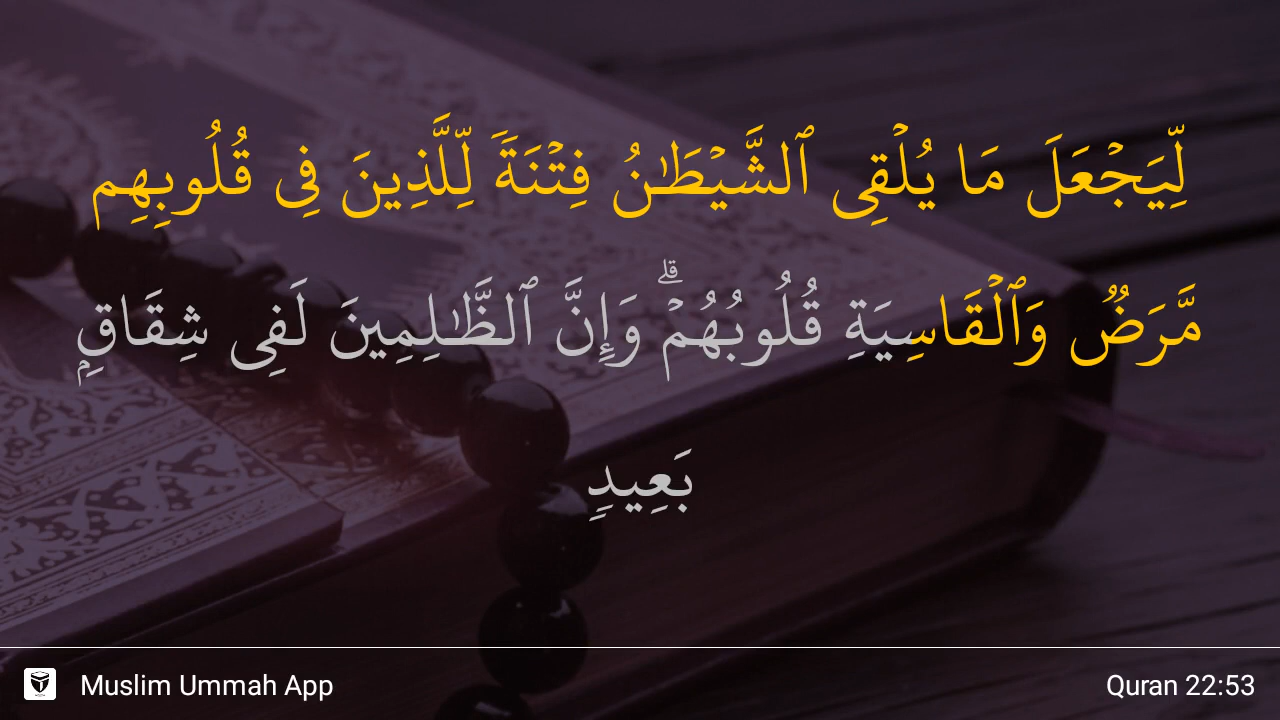 لِّيَجْعَلَ مَا يُلْقِى ٱلشَّيْطَٰنُ فِتْنَةً لِّلَّذِينَ فِى قُلُوبِهِم
مَّرَضٌ وَٱلْقَاسِيَةِ قُلُوبُهُمْ ۗ وَإِنَّ ٱلظَّٰلِمِينَ لَفِى شِقَاقٍۭ
بَعِيدٍ
Muslim Ummah App
Quran 22:53